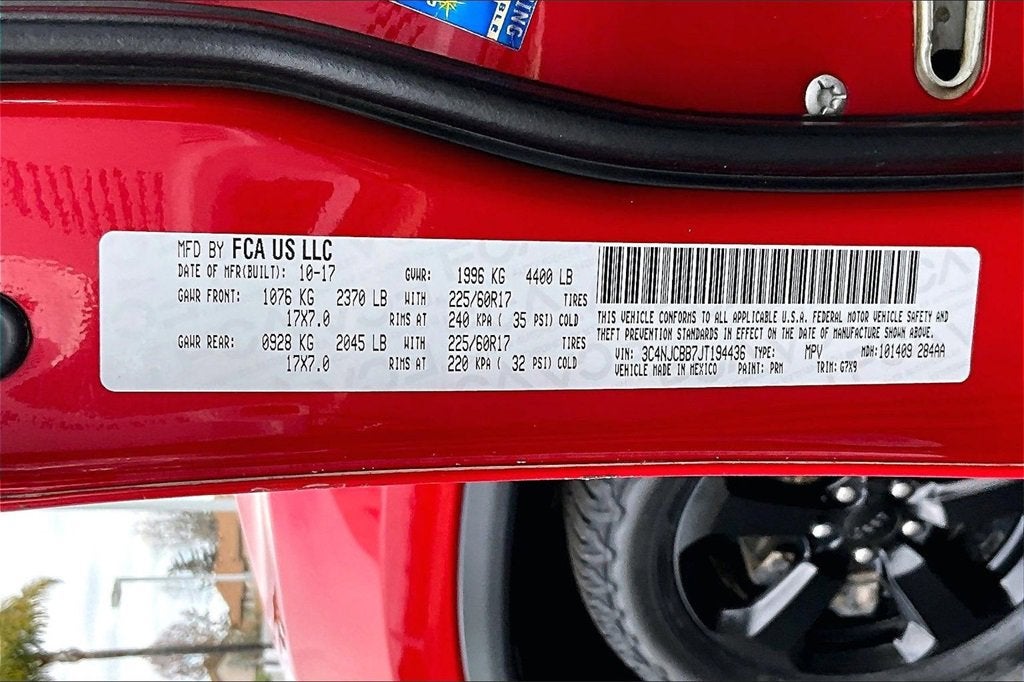 ING
BLE
MFD BY FCA US LLC
DATE OF MFR(BUILT): 10-17 GVWR: 1996 KG 4400 LB
GAWR FRONT: 1076 KG 2370 LB WITH 225/60R17 TIRES
17X7.0 RIMS AT 240 KPA ( 35 PSI) COLD
GAWR REAR: 0928 KG 2045 LB WITH 225/60R17 TIRES
17X7.0 RIMS AT 220 KPA ( 32 PSI) COLD
THIS VEHICLE CONFORMS TO ALL APPLICABLE U.S.A. FEDERAL MOTOR VEHICLE SAFETY AND
THEFT PREVENTION STANDARDS IN EFFECT ON THE DATE OF MANUFACTURE SHOWN ABOVE.
VIN: 3C4NJCBB7JT194436 TYPE: MPV MDH:101409 284AA
VEHICLE MADE IN MEXICO PAINT: PRM TRIM: G7X9